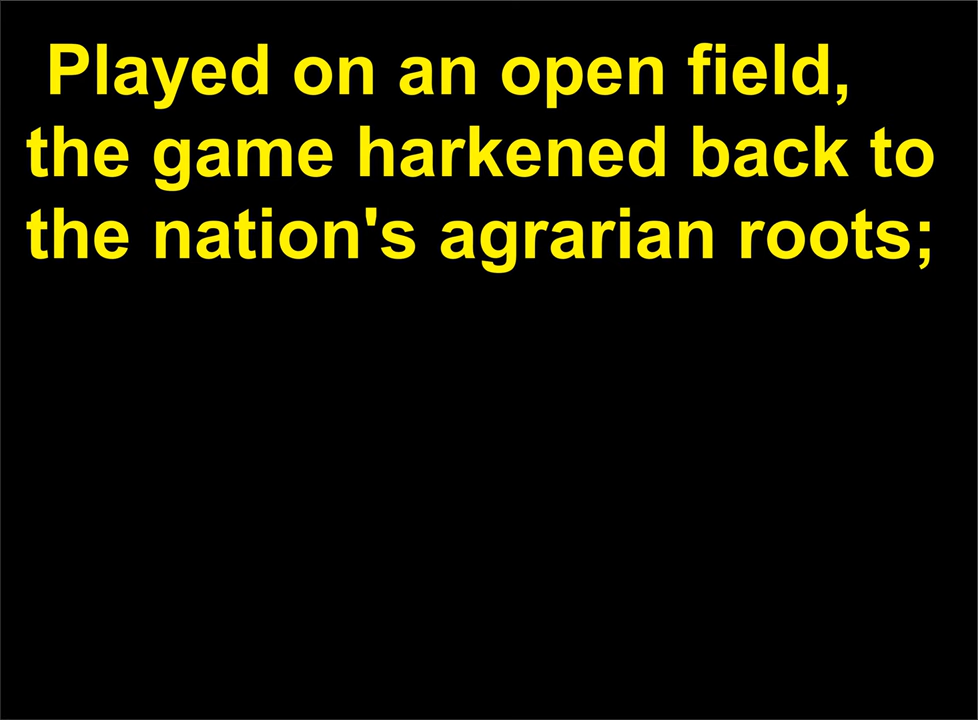 Played on an open field,
the game harkened back to
the nation's agrarian roots;